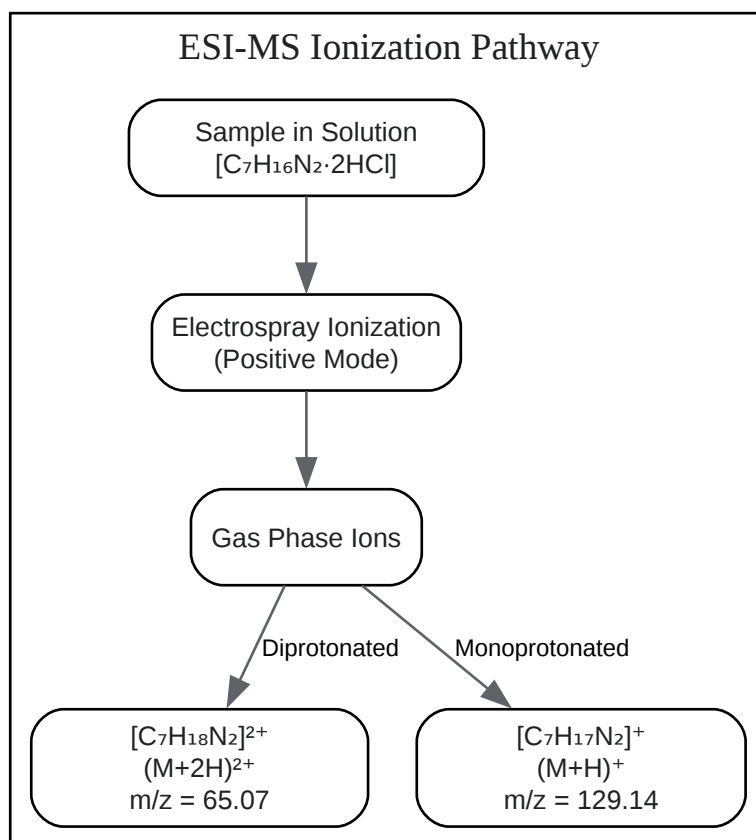 ESI-MS Ionization Pathway
Sample in Solution
[C₇H₁₆N₂·2HCl]
Electrospray Ionization
(Positive Mode)
Gas Phase Ions
Diprotonated
Monoprotonated
[C₇H₁₈N₂]²⁺
(M+2H)²⁺
m/z = 65.07
[C₇H₁₇N₂]⁺
(M+H)⁺
m/z = 129.14